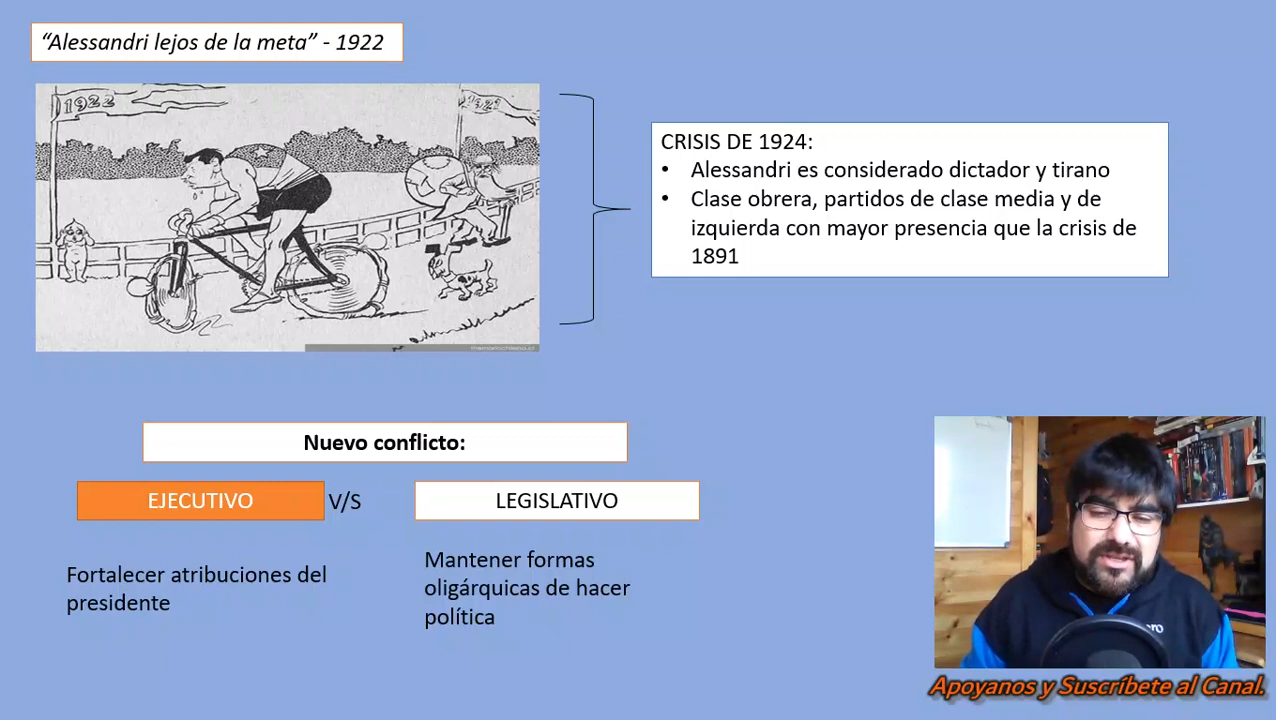 “Alessandri lejos de la meta” - 1922
1922
CRISIS DE 1924:
• Alessandri es considerado dictador y tirano
• Clase obrera, partidos de clase media y de
izquierda con mayor presencia que la crisis de
1891
Nuevo conflicto:
EJECUTIVO V/S LEGISLATIVO
Fortalecer atribuciones del
presidente
Mantener formas
oligárquicas de hacer
política
Apoyanos y Suscríbete al Canal.